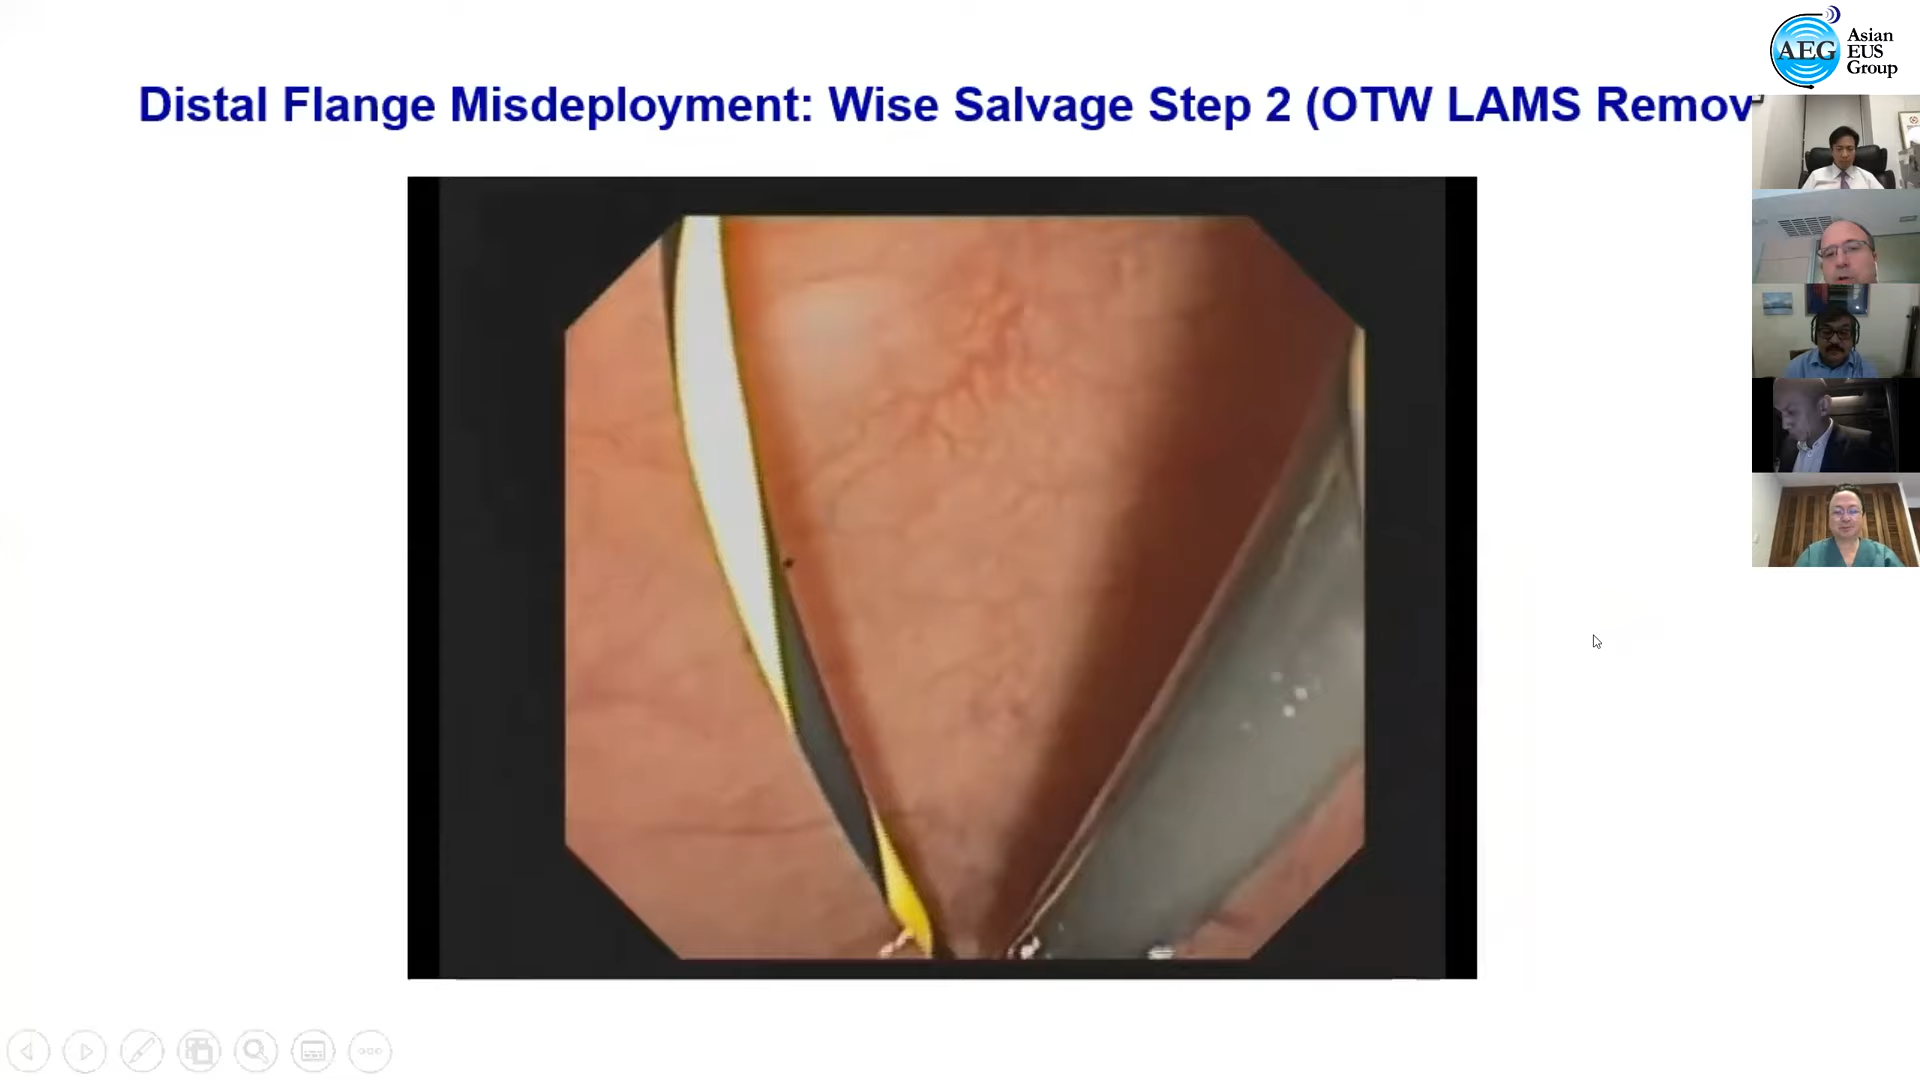 Distal Flange Misdeployment: Wise Salvage Step 2 (OTW LAMS Remov
AEG
Asian
EUS
Group